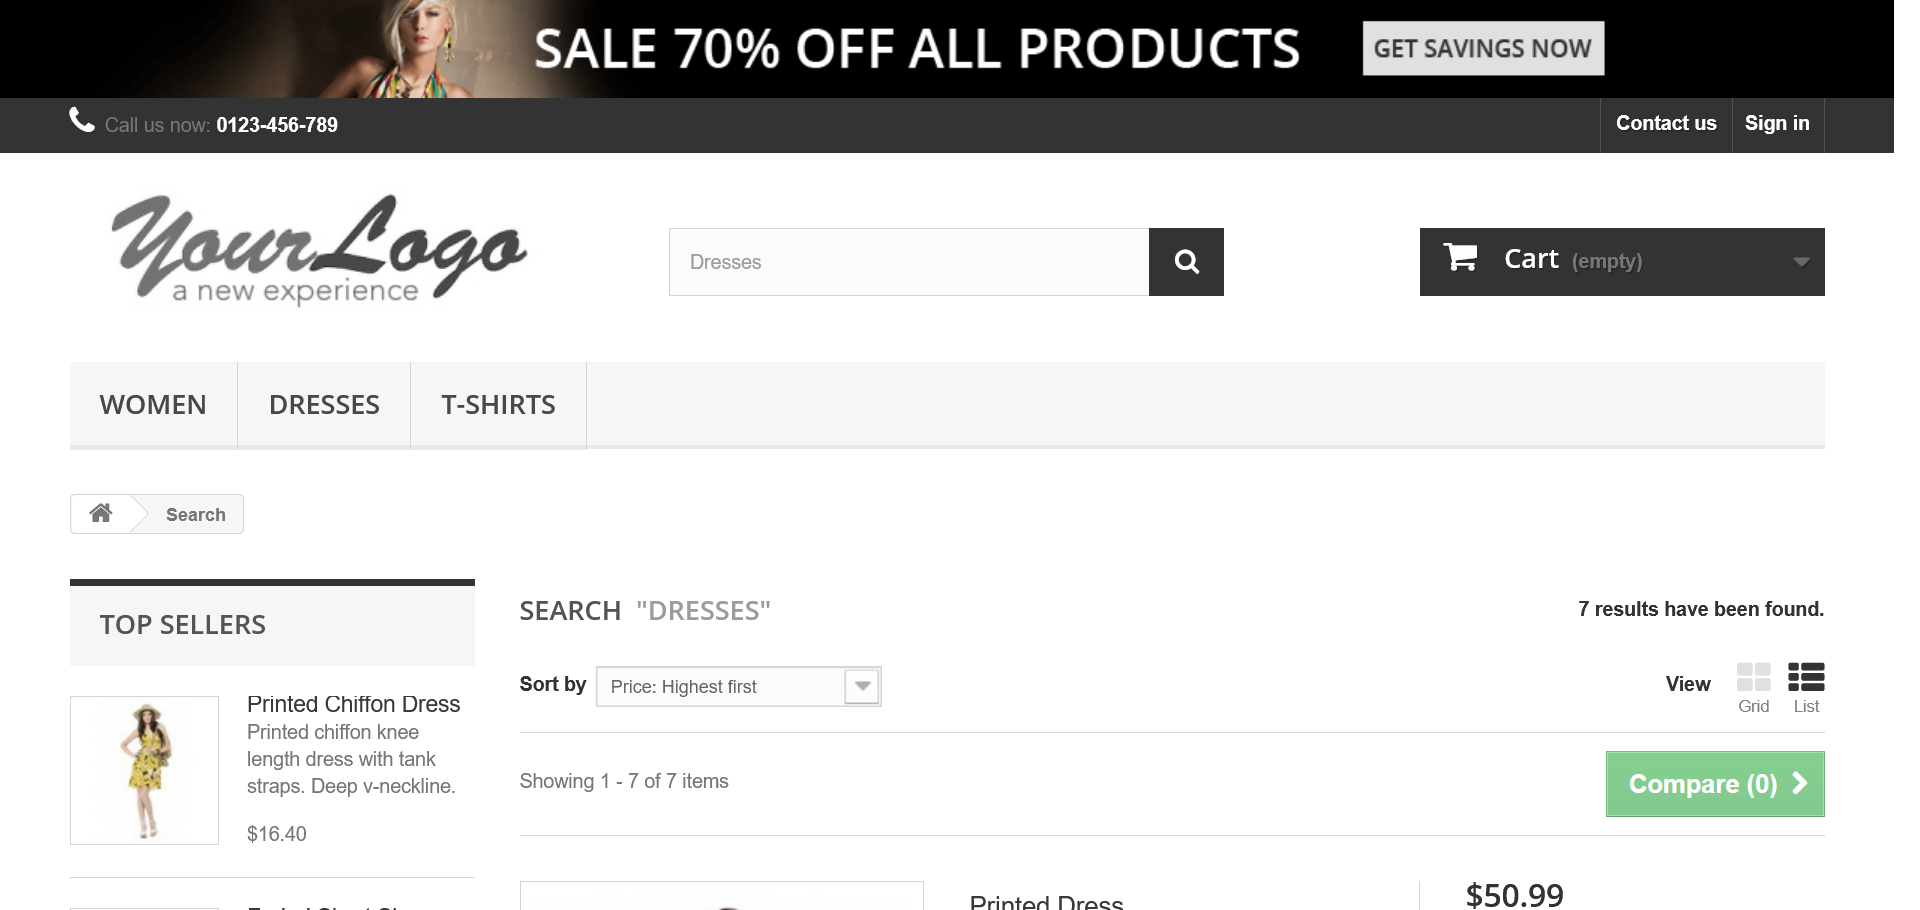 SALE 70% OFF ALL PRODUCTS
GET SAVINGS NOW
Call us now: 0123-456-789
Contact us
Sign in
YourLogo
a new experience
Dresses
Cart (empty)
WOMEN
DRESSES
T-SHIRTS
Search
TOP SELLERS
Printed Chiffon Dress
Printed chiffon knee
length dress with tank
straps. Deep v-neckline.
$16.40
SEARCH "DRESSES"
7 results have been found.
Sort by
Price: Highest first
View
Grid
List
Showing 1 - 7 of 7 items
Compare (0)
Printed Dress
$50.99